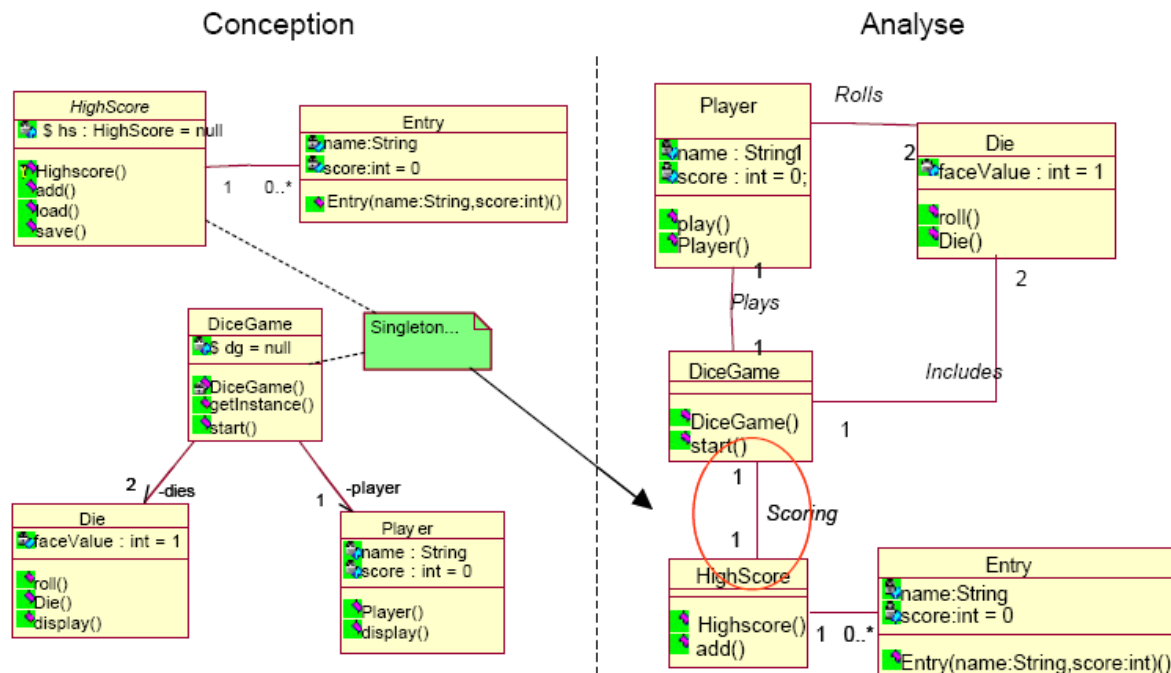 Conception
HighScore
$ hs : HighScore = null
Highscore()
add()
load()
save()
1
0..*
Entry
name:String
score:int = 0
Entry(name:String,score:int)()
DiceGame
$ dg = null
DiceGame()
getInstance()
start()
Singleton...
2
-dies
1
-player
Die
faceValue : int = 1
roll()
Die()
display()
Player
name : String
score : int = 0
Player()
display()
Analyse
Player
name : String
score : int = 0;
play()
Player()
1
Rolls
2
Die
faceValue : int = 1
roll()
Die()
1
Plays
1
2
Includes
1
DiceGame
DiceGame()
start()
1
Scoring
1
HighScore
Highscore()
add()
1
0..*
Entry
name:String
score:int = 0
Entry(name:String,score:int)()